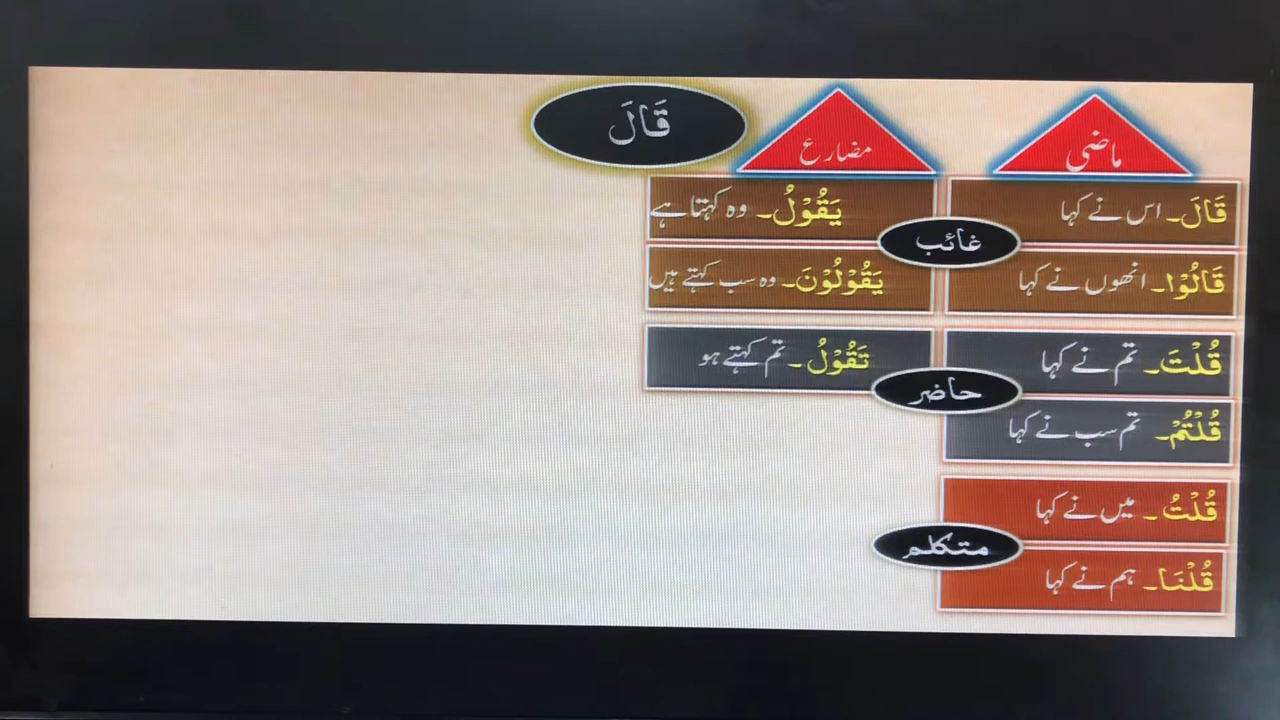 ماضی مضارع قَالَ
قَالَ۔ اس نے کہا
يَقُوْلُ۔ وہ کہتا ہے
غائب
قَالُوْا۔ انھوں نے کہا
يَقُوْلُوْنَ۔ وہ سب کہتے ہیں
قُلْتَ۔ تم نے کہا
تَقُوْلُ۔ تم کہتے ہو
حاضر
قُلْتُمْ۔ تم سب نے کہا
قُلْتُ۔ میں نے کہا
متکلم
قُلْنَا۔ ہم نے کہا